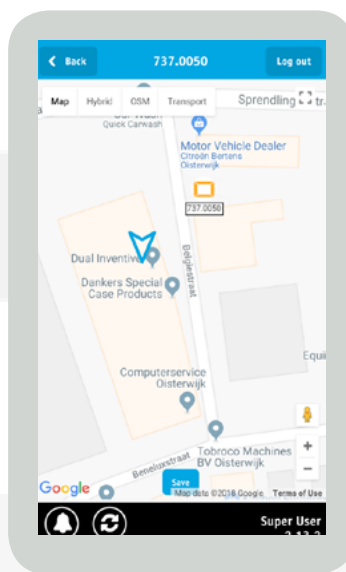 Back
737.0050
Log out
Map
Hybrid
OSM
Transport
Quick Carwash
Motor Vehicle Dealer
Citroën Bertens
Oisterwijk
737.0050
Dual Inventive
Belgiestraat
Dankers Special
Case Products
Computerservice
Oisterwijk
Equi
Tobroco Machines
BV Oisterwijk
Beneluxstraat
+
−
Google
Save
Map data ©2018 Google
Terms of Use
Super User